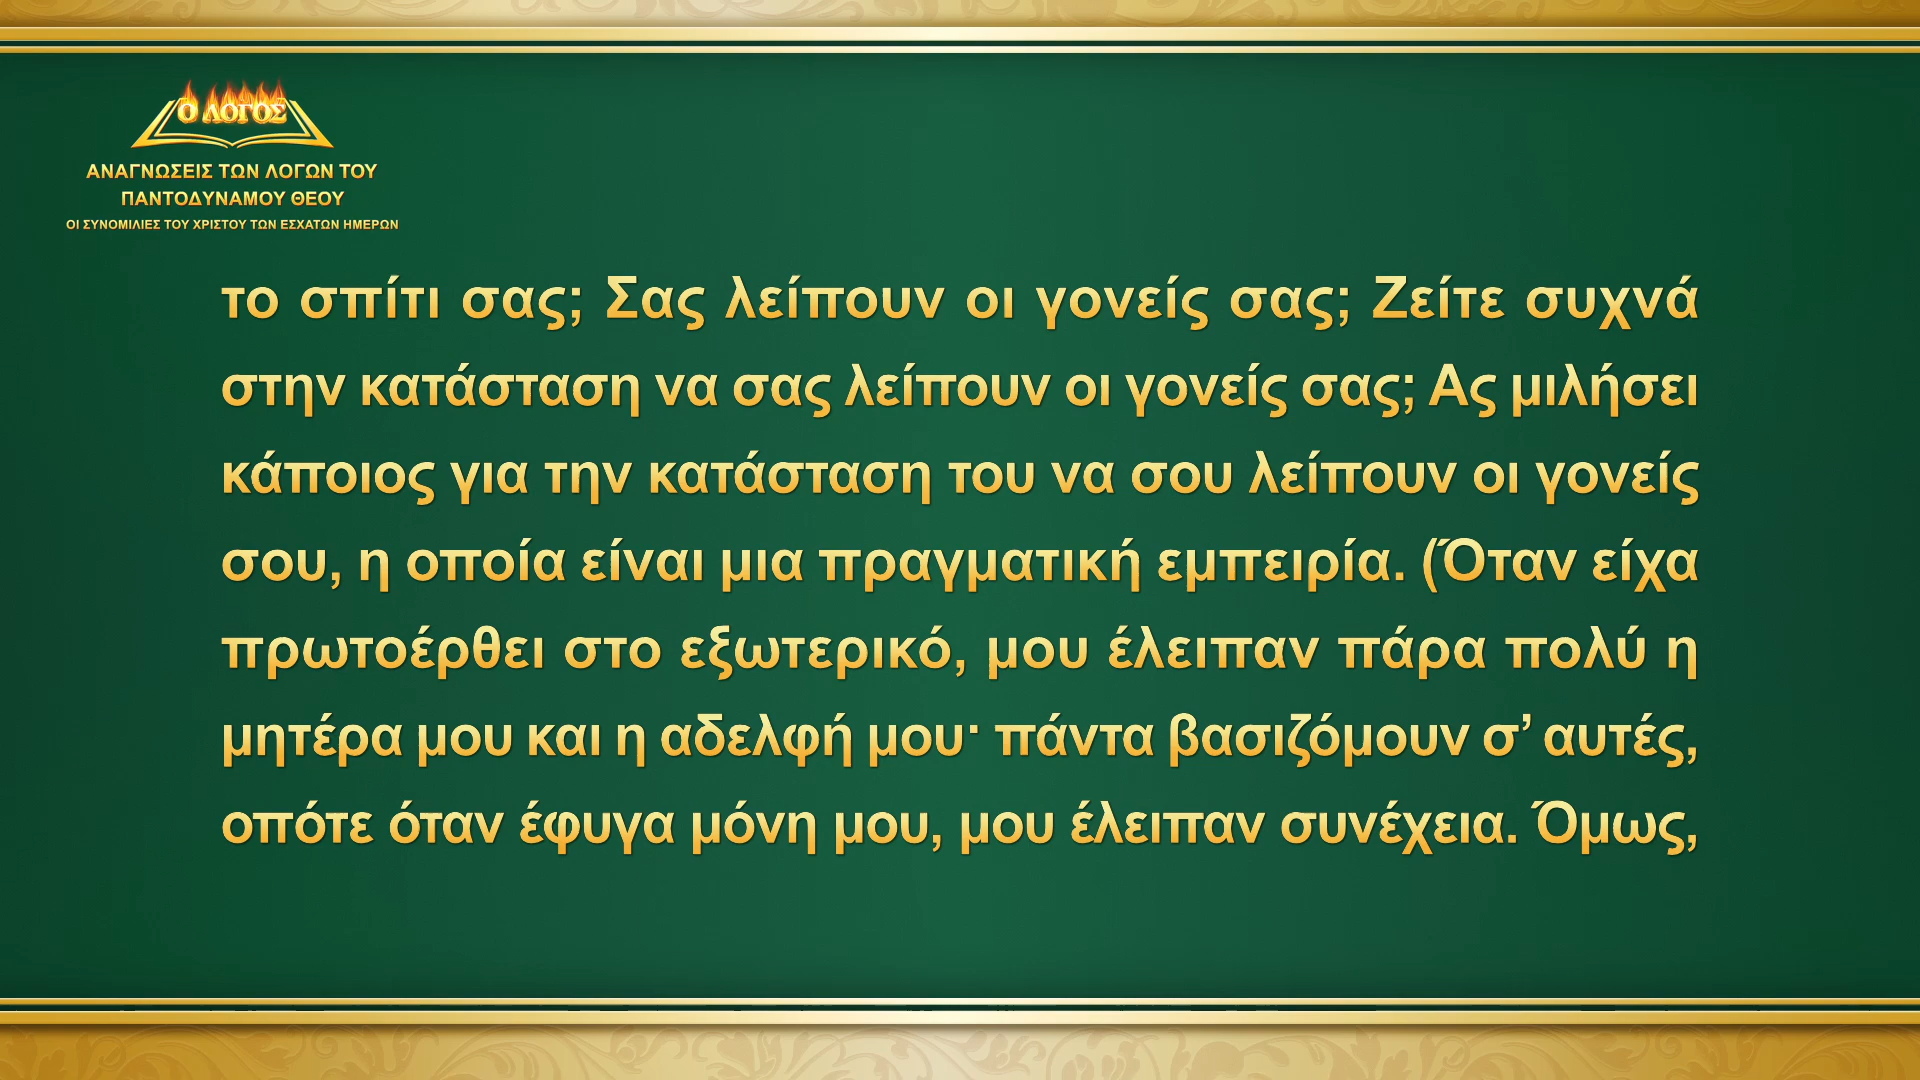 Ο ΛΟΓΟΣ
ΑΝΑΓΝΩΣΕΙΣ ΤΩΝ ΛΟΓΩΝ ΤΟΥ
ΠΑΝΤΟΔΥΝΑΜΟΥ ΘΕΟΥ
ΟΙ ΣΥΝΟΜΙΛΙΕΣ ΤΟΥ ΧΡΙΣΤΟΥ ΤΩΝ ΕΣΧΑΤΩΝ ΗΜΕΡΩΝ
το σπίτι σας; Σας λείπουν οι γονείς σας; Ζείτε συχνά
στην κατάσταση να σας λείπουν οι γονείς σας; Ας μιλήσει
κάποιος για την κατάσταση του να σου λείπουν οι γονείς
σου, η οποία είναι μια πραγματική εμπειρία. (Όταν είχα
πρωτοέρθει στο εξωτερικό, μου έλειπαν πάρα πολύ η
μητέρα μου και η αδελφή μου· πάντα βασιζόμουν σ’ αυτές,
οπότε όταν έφυγα μόνη μου, μου έλειπαν συνέχεια. Όμως,